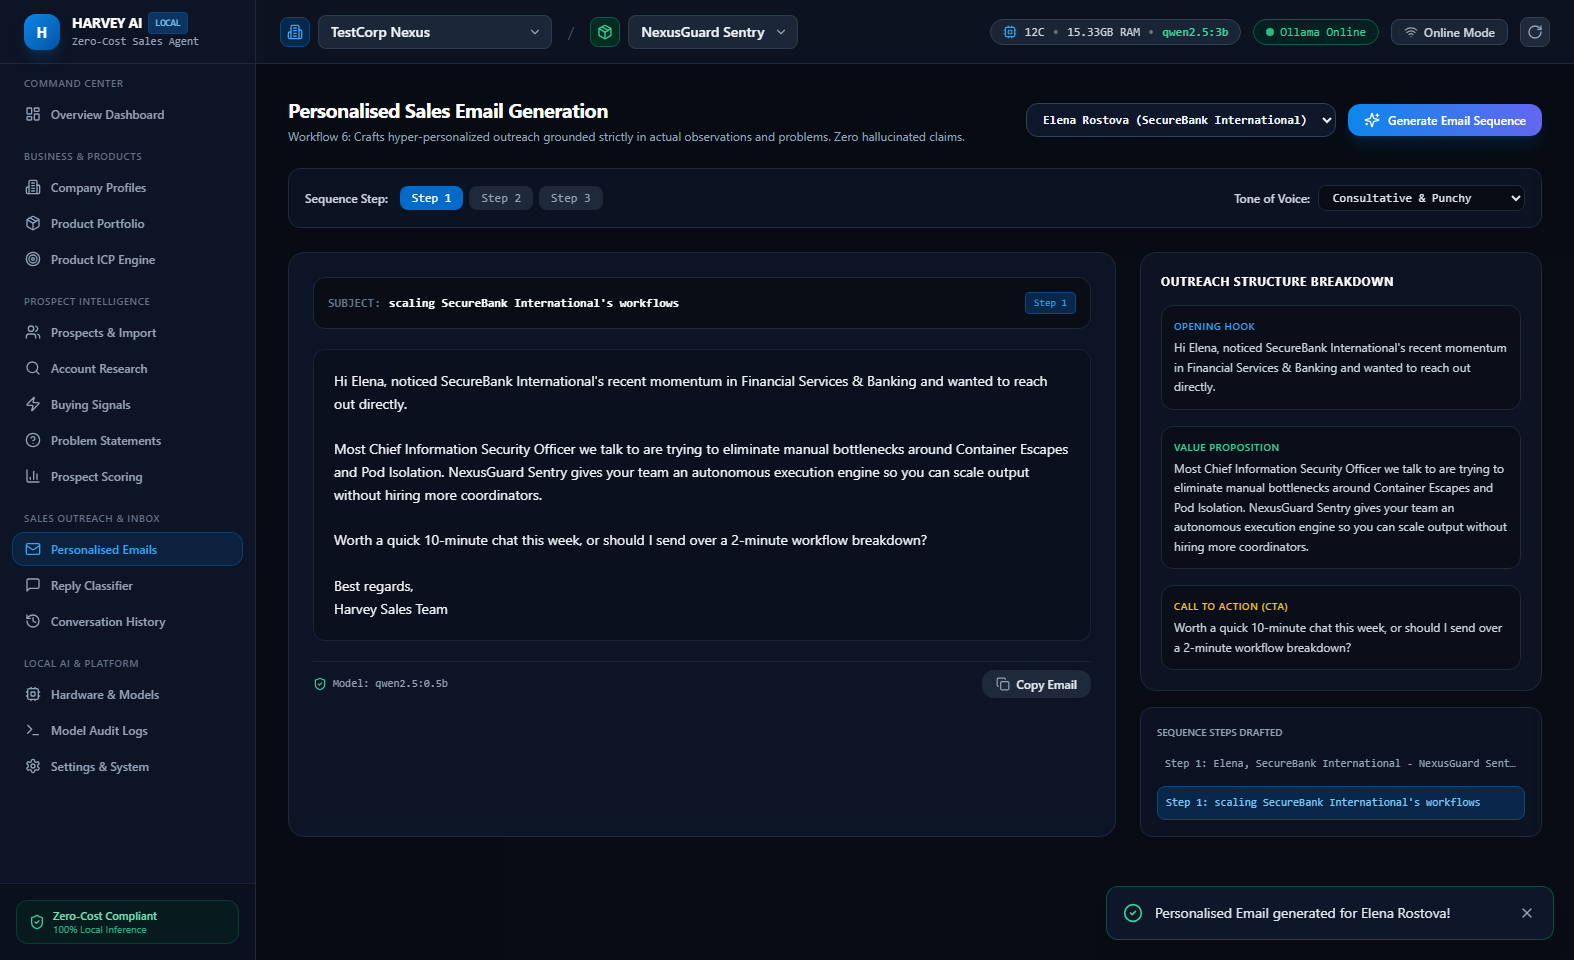 H
HARVEY AI
LOCAL
Zero-Cost Sales Agent
COMMAND CENTER
Overview Dashboard
BUSINESS & PRODUCTS
Company Profiles
Product Portfolio
Product ICP Engine
PROSPECT INTELLIGENCE
Prospects & Import
Account Research
Buying Signals
Problem Statements
Prospect Scoring
SALES OUTREACH & INBOX
Personalised Emails
Reply Classifier
Conversation History
LOCAL AI & PLATFORM
Hardware & Models
Model Audit Logs
Settings & System
Zero-Cost Compliant
100% Local Inference
TestCorp Nexus
/
NexusGuard Sentry
12C • 15.33GB RAM • qwen2.5:3b
Ollama Online
Online Mode
Personalised Sales Email Generation
Workflow 6: Crafts hyper-personalized outreach grounded strictly in actual observations and problems. Zero hallucinated claims.
Elena Rostova (SecureBank International)
Generate Email Sequence
Sequence Step:
Step 1
Step 2
Step 3
Tone of Voice:
Consultative & Punchy
SUBJECT: scaling SecureBank International's workflows
Step 1
Hi Elena, noticed SecureBank International's recent momentum in Financial Services & Banking and wanted to reach
out directly.
Most Chief Information Security Officer we talk to are trying to eliminate manual bottlenecks around Container Escapes
and Pod Isolation. NexusGuard Sentry gives your team an autonomous execution engine so you can scale output
without hiring more coordinators.
Worth a quick 10-minute chat this week, or should I send over a 2-minute workflow breakdown?
Best regards,
Harvey Sales Team
Model: qwen2.5:0.5b
Copy Email
OUTREACH STRUCTURE BREAKDOWN
OPENING HOOK
Hi Elena, noticed SecureBank International's recent momentum
in Financial Services & Banking and wanted to reach out
directly.
VALUE PROPOSITION
Most Chief Information Security Officer we talk to are trying to
eliminate manual bottlenecks around Container Escapes and
Pod Isolation. NexusGuard Sentry gives your team an
autonomous execution engine so you can scale output without
hiring more coordinators.
CALL TO ACTION (CTA)
Worth a quick 10-minute chat this week, or should I send over
a 2-minute workflow breakdown?
SEQUENCE STEPS DRAFTED
Step 1: Elena, SecureBank International - NexusGuard Sent…
Step 1: scaling SecureBank International's workflows
Personalised Email generated for Elena Rostova!